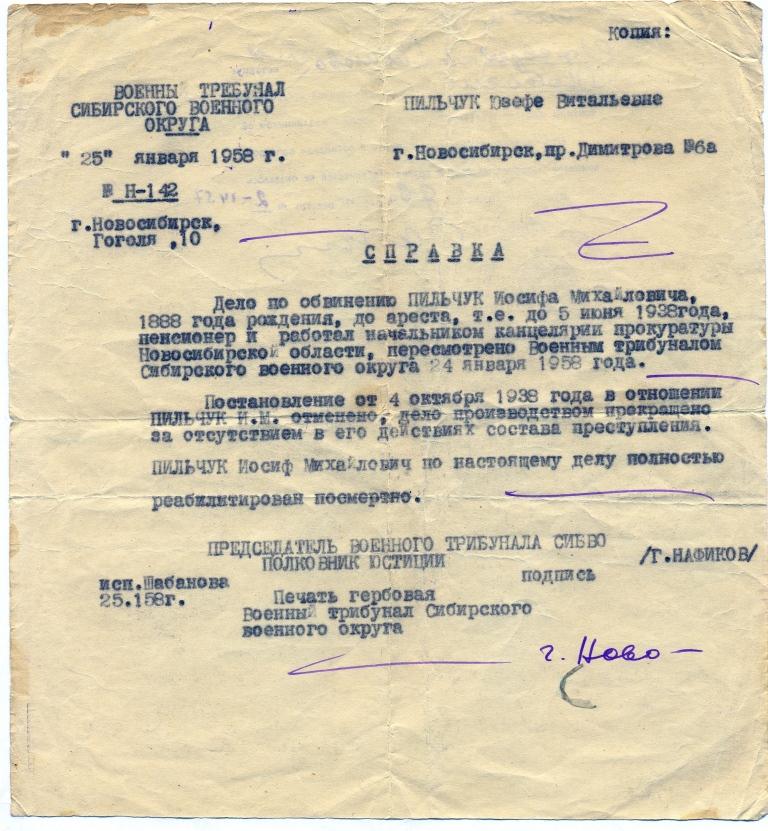 Копия:
ВОЕННЫ ТРЕБУНАЛ
СИБИРСКОГО ВОЕННОГО
ОКРУГА
"25" января 1958 г.
№ Н-142
г.Новосибирск,
Гоголя ,10
ПИЛЬЧУК Юзефе Витальевне
г.Новосибирск,пр.Димитрова №6а
СПРАВКА
Дело по обвинению ПИЛЬЧУК Иосифа Михайловича,
1888 года рождения, до ареста, т.е. до 5 июня 1938года,
пенсионер и работал начальником канцелярии прокуратуры
Новосибирской области, пересмотрено Военным трибуналом
Сибирского военного округа 24 января 1958 года.
Постановление от 4 октября 1938 года в отношении
ПИЛЬЧУК И.М. отменено, дело производством прекращено
за отсутствием в его действиях состава преступления.
ПИЛЬЧУК Иосиф Михайлович по настоящему делу полностью
реабилитирован посмертно.
ПРЕДСЕДАТЕЛЬ ВОЕННОГО ТРИБУНАЛА СИБВО
ПОЛКОВНИК ЮСТИЦИИ
подпись
/Г.НАФИКОВ/
исп.Шабанова
25.158г.
Печать гербовая
Военный трибунал Сибирского
военного округа
г. Ново-